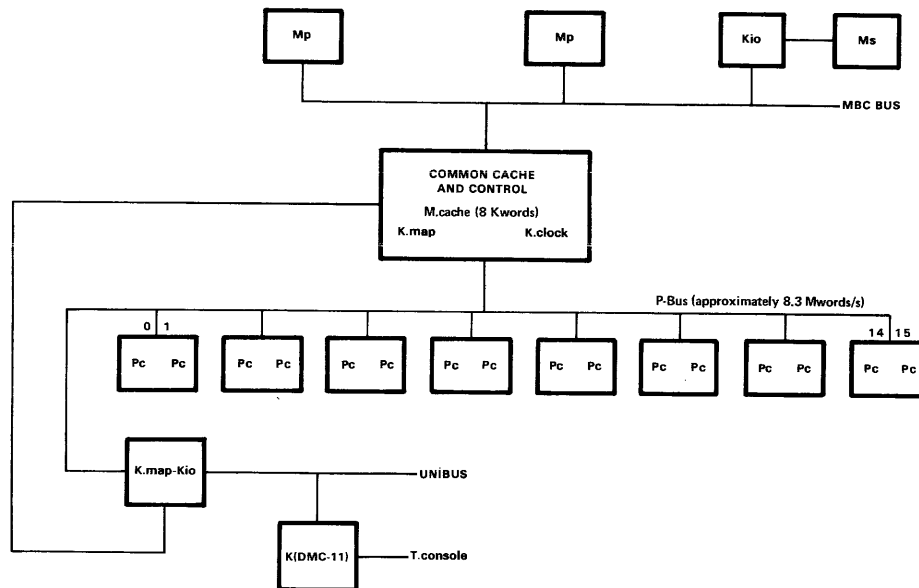 Mp
Mp
Kio
Ms
MBC BUS
COMMON CACHE
AND CONTROL
M.cache (8 Kwords)
K.map K.clock
P-Bus (approximately 8.3 Mwords/s)
0 1
14 15
Pc Pc
Pc Pc
Pc Pc
Pc Pc
Pc Pc
Pc Pc
Pc Pc
Pc Pc
K.map-Kio
UNIBUS
K(DMC-11)
T.console